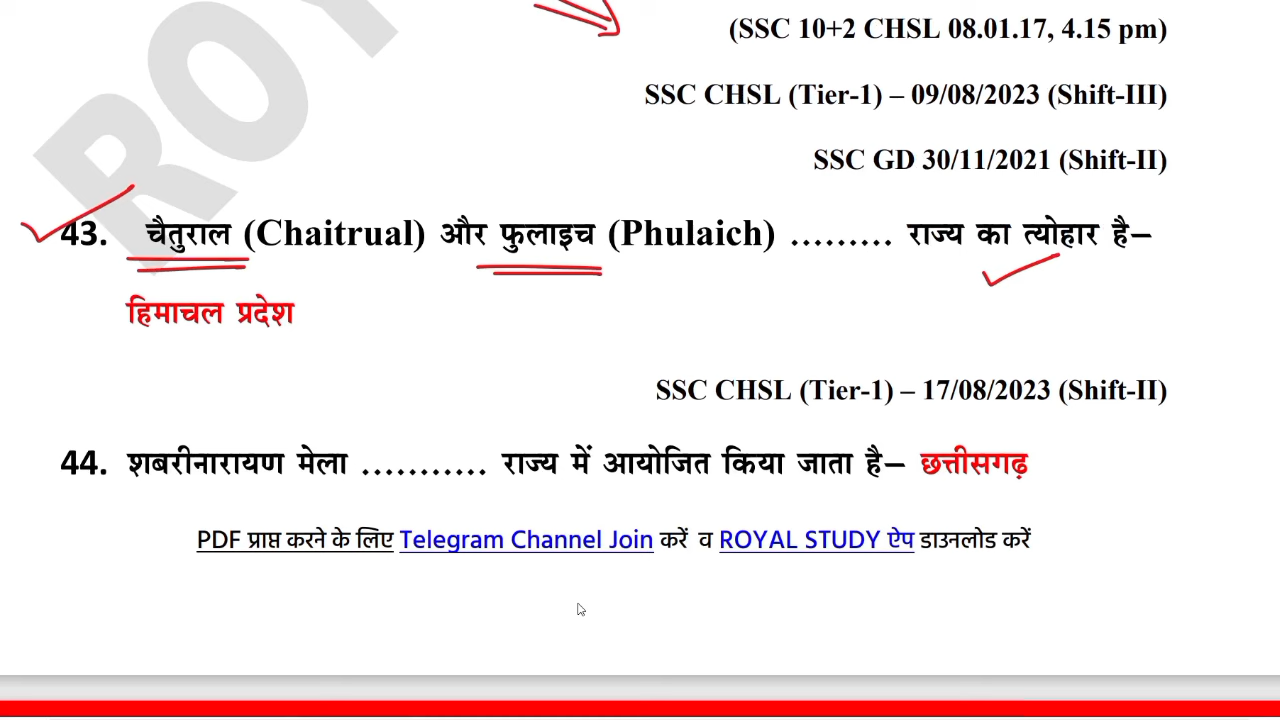 (SSC 10+2 CHSL 08.01.17, 4.15 pm)
SSC CHSL (Tier-1) – 09/08/2023 (Shift-III)
SSC GD 30/11/2021 (Shift-II)
43. चैतुराल (Chaitrual) और फुलाइच (Phulaich) ......... राज्य का त्योहार है–
हिमाचल प्रदेश
SSC CHSL (Tier-1) – 17/08/2023 (Shift-II)
44. शबरीनारायण मेला ........... राज्य में आयोजित किया जाता है– छत्तीसगढ़
PDF प्राप्त करने के लिए Telegram Channel Join करें व ROYAL STUDY ऐप डाउनलोड करें
ROY